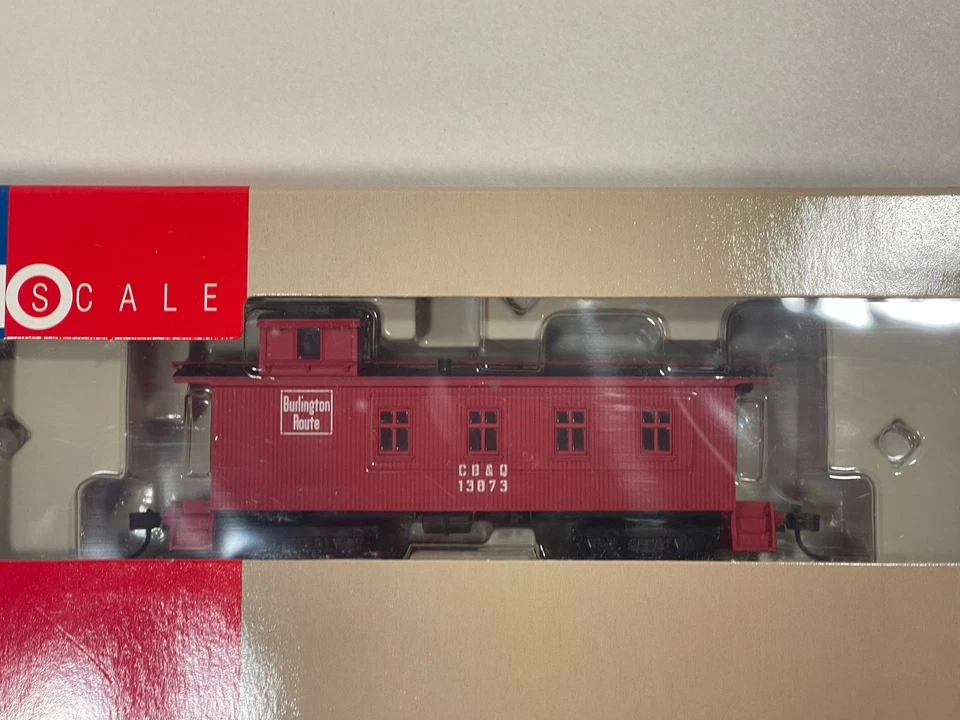 SCALE
Burlington
Route
CB&Q
13873